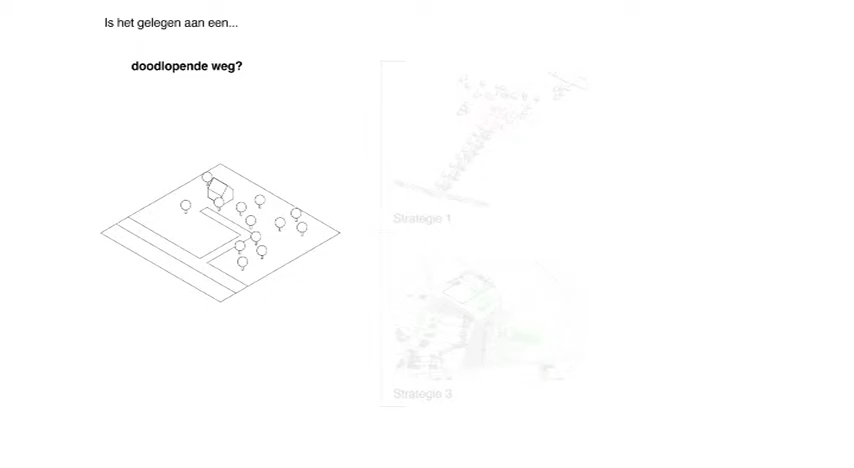 Is het gelegen aan een...
doodlopende weg?
Strategie 1
Strategie 3